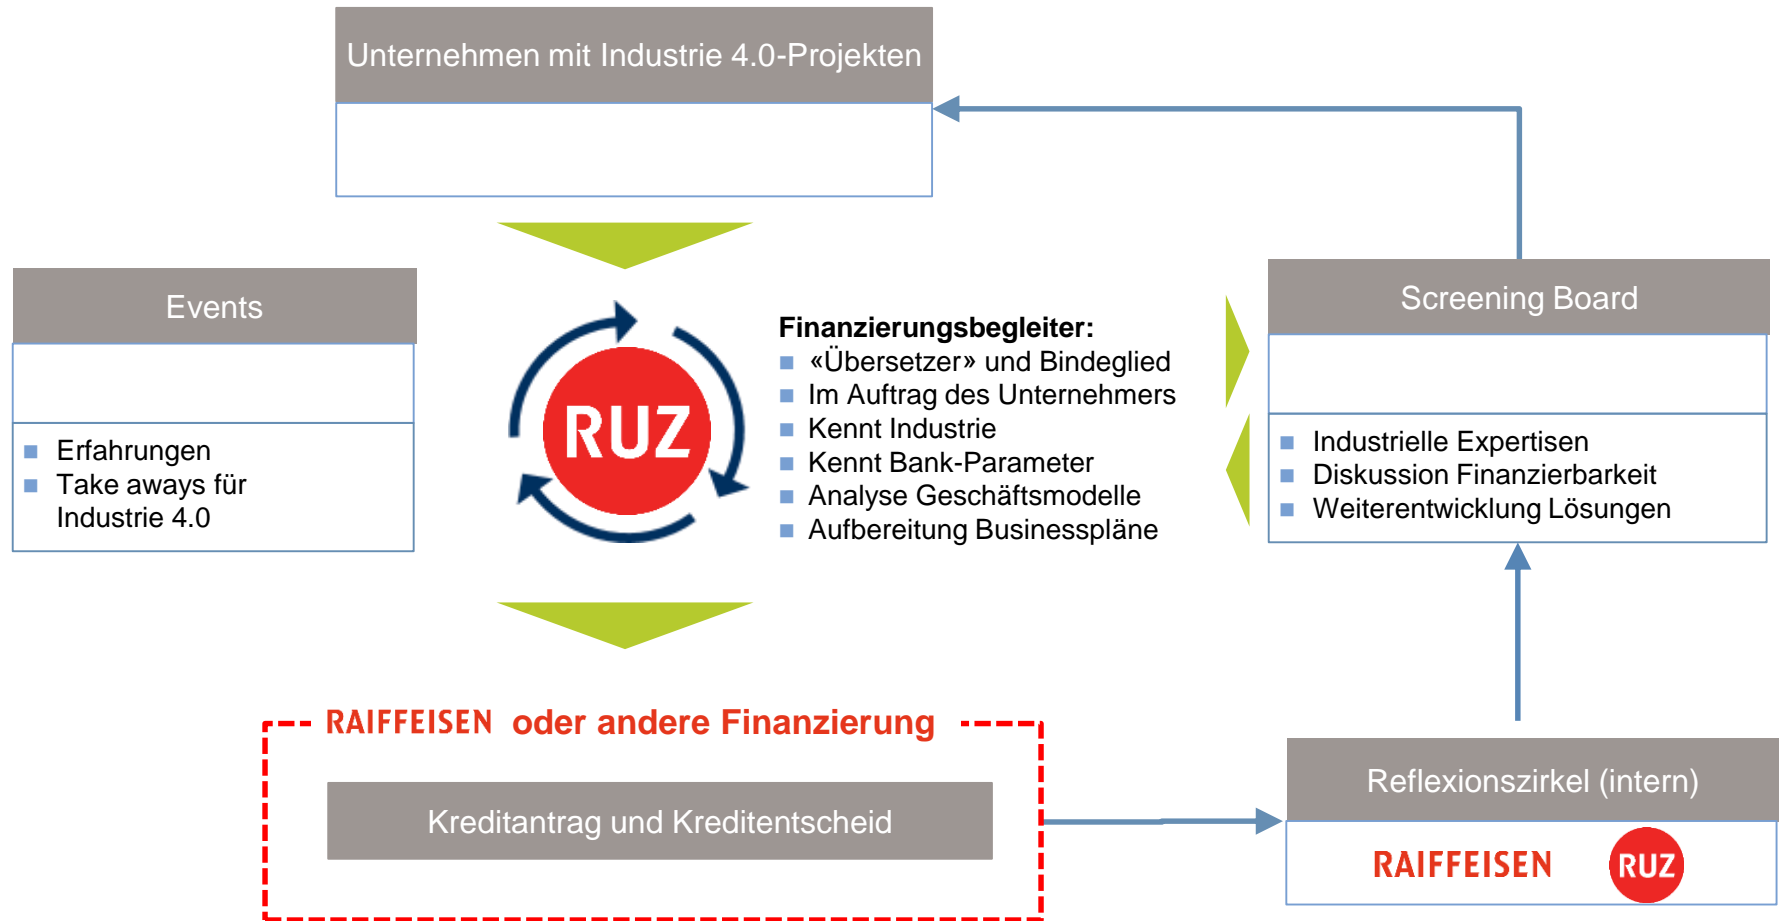 Unternehmen mit Industrie 4.0-Projekten
Events
Erfahrungen
Take aways für
Industrie 4.0
RUZ
Finanzierungsbegleiter:
«Übersetzer» und Bindeglied
Im Auftrag des Unternehmers
Kennt Industrie
Kennt Bank-Parameter
Analyse Geschäftsmodelle
Aufbereitung Businesspläne
Screening Board
Industrielle Expertisen
Diskussion Finanzierbarkeit
Weiterentwicklung Lösungen
RAIFFEISEN oder andere Finanzierung
Kreditantrag und Kreditentscheid
Reflexionszirkel (intern)
RAIFFEISEN RUZ